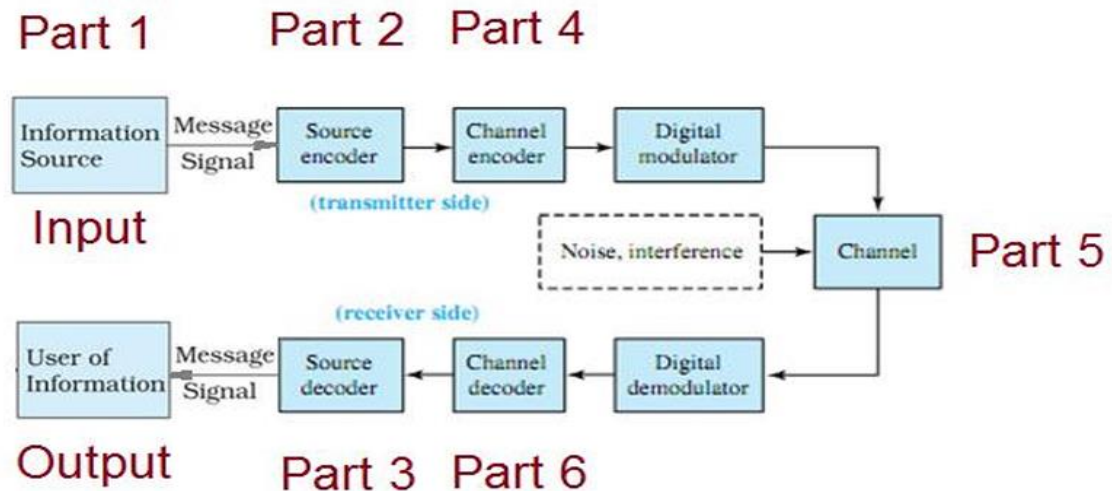 Part 1
Part 2
Part 4
Information
Source
Message
Signal
Source
encoder
Channel
encoder
Digital
modulator
(transmitter side)
Input
Noise, interference
Channel
Part 5
(receiver side)
User of
Information
Message
Signal
Source
decoder
Channel
decoder
Digital
demodulator
Output
Part 3
Part 6